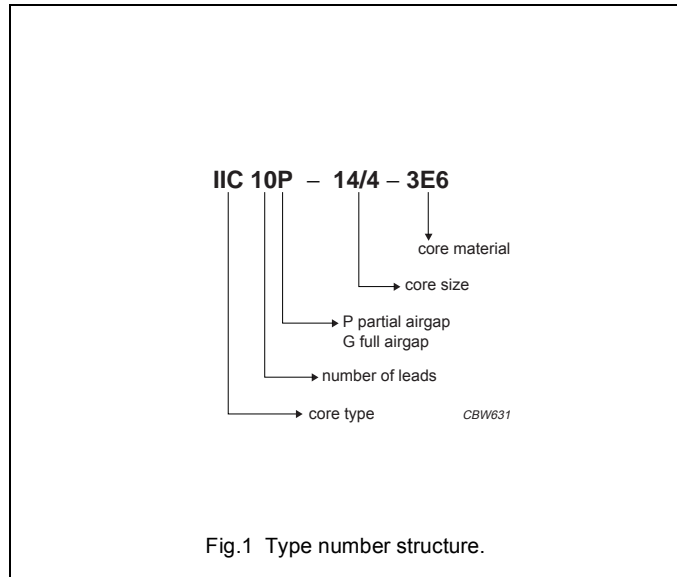 IIC 10P – 14/4 – 3E6
core material
core size
P partial airgap
G full airgap
number of leads
core type
CBW631
Fig.1 Type number structure.